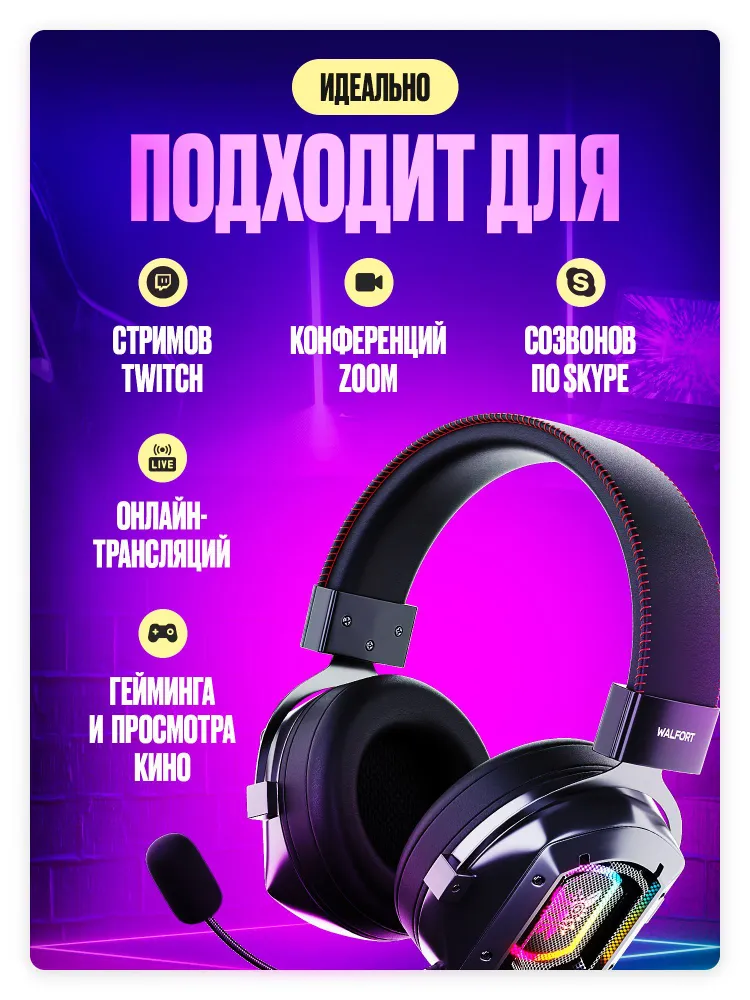 ИДЕАЛЬНО
ПОДХОДИТ ДЛЯ
СТРИМОВ
TWITCH
КОНФЕРЕНЦИЙ
ZOOM
СОЗВОНОВ
ПО SKYPE
LIVE
ОНЛАЙН-
ТРАНСЛЯЦИЙ
ГЕЙМИНГА
И ПРОСМОТРА
КИНО
WALFORT